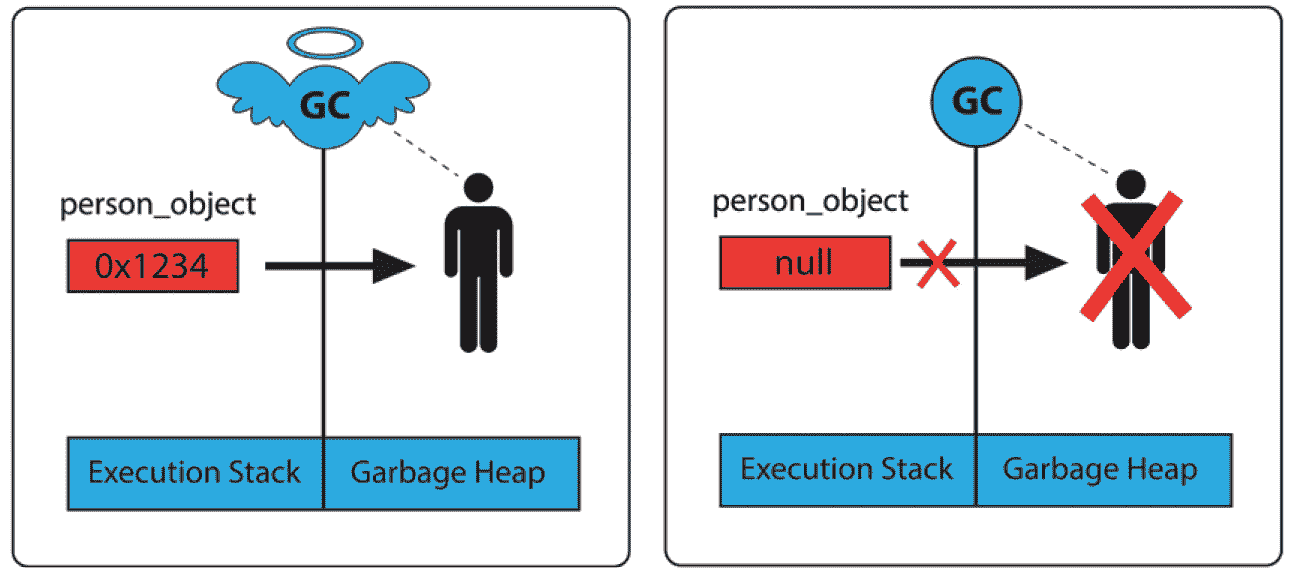 GC
person_object
0x1234
Execution Stack
Garbage Heap
GC
person_object
null
Execution Stack
Garbage Heap